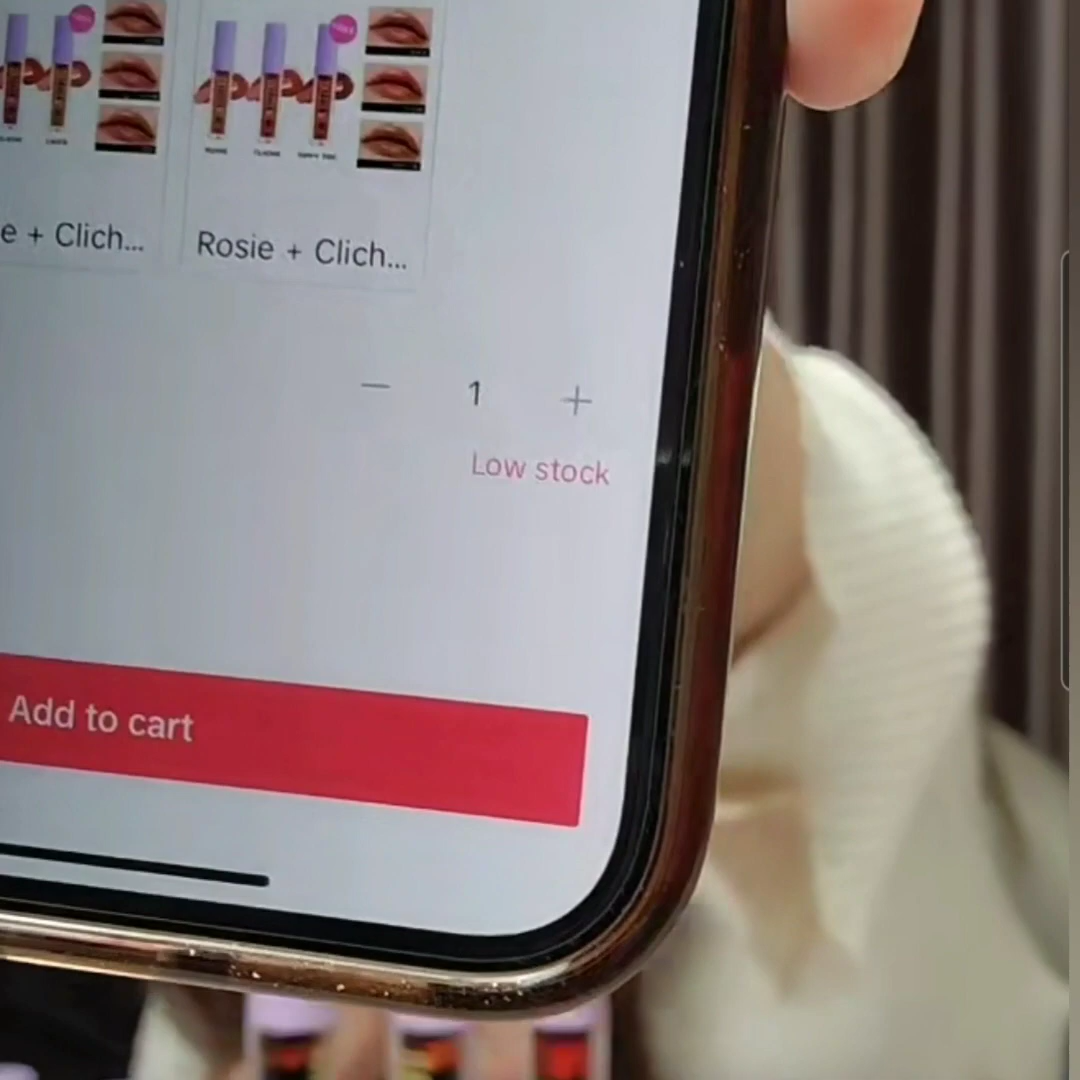 e + Clich...
Rosie + Clich...
1
Low stock
Add to cart